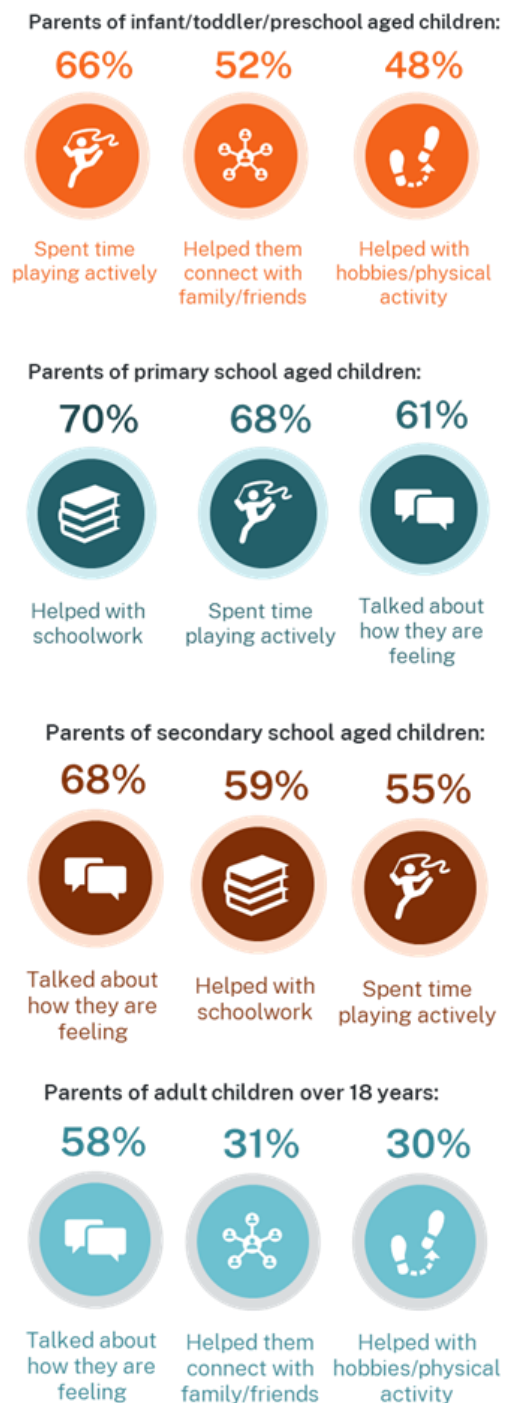 Parents of infant/toddler/preschool aged children:
66% 52% 48%
Spent time Helped them Helped with
playing actively connect with hobbies/physical
family/friends activity
Parents of primary school aged children:
70% 68% 61%
Helped with Spent time Talked about
schoolwork playing actively how they are
feeling
Parents of secondary school aged children:
68% 59% 55%
Talked about Helped with Spent time
how they are schoolwork playing actively
feeling
Parents of adult children over 18 years:
58% 31% 30%
Talked about Helped them Helped with
how they are connect with hobbies/physical
feeling family/friends activity